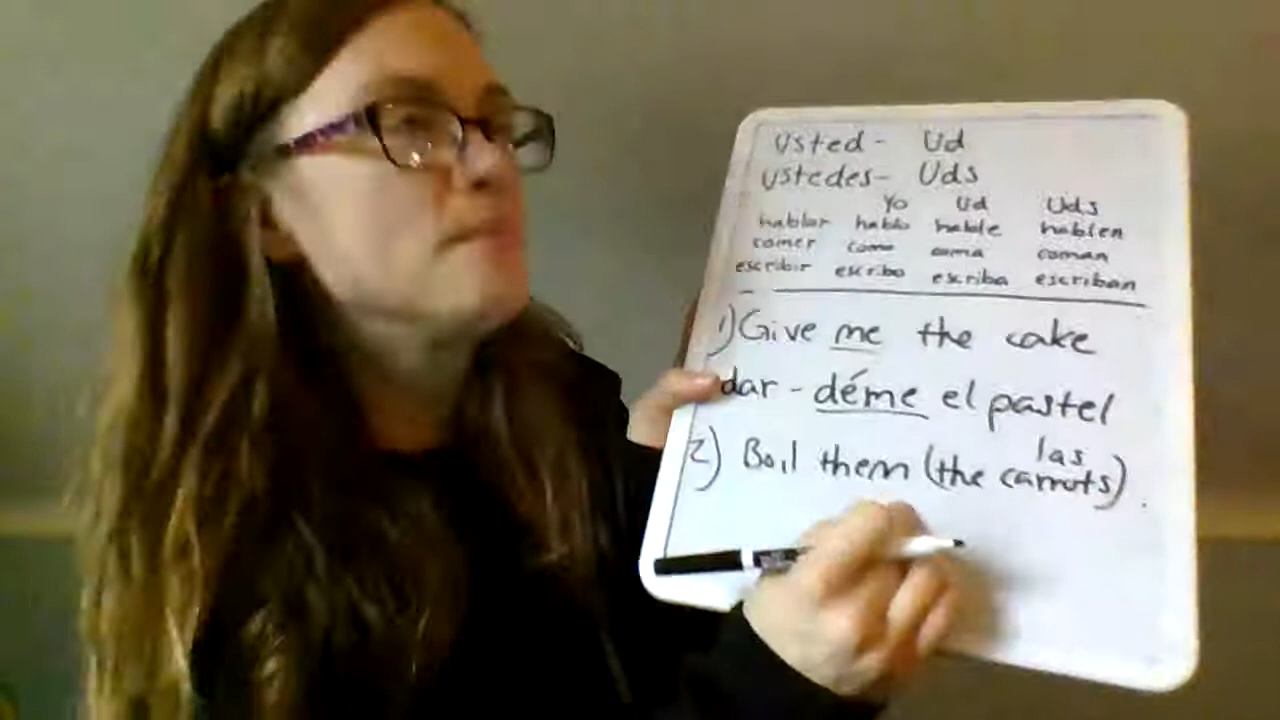 Usted - Ud
Ustedes - Uds
Yo Ud Uds
hablar hablo hable hablen
comer como coma coman
escribir escribo escriba escriban
1) Give me the cake
dar - déme el pastel
las
2) Boil them (the carrots).